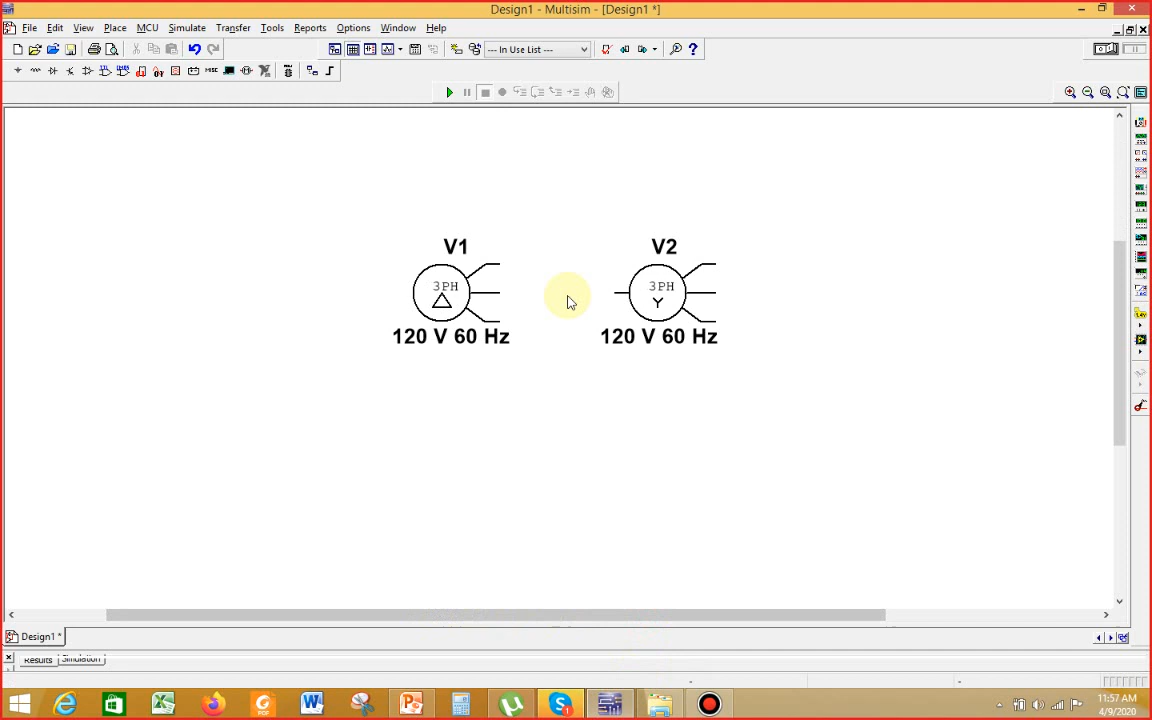 Design1 - Multisim - [Design1 *]
File Edit View Place MCU Simulate Transfer Tools Reports Options Window Help
--- In Use List ---
MISC
V1
3PH
120 V 60 Hz
V2
3PH
Y
120 V 60 Hz
Design1 *
Results Simulation
11:57 AM
4/9/2020